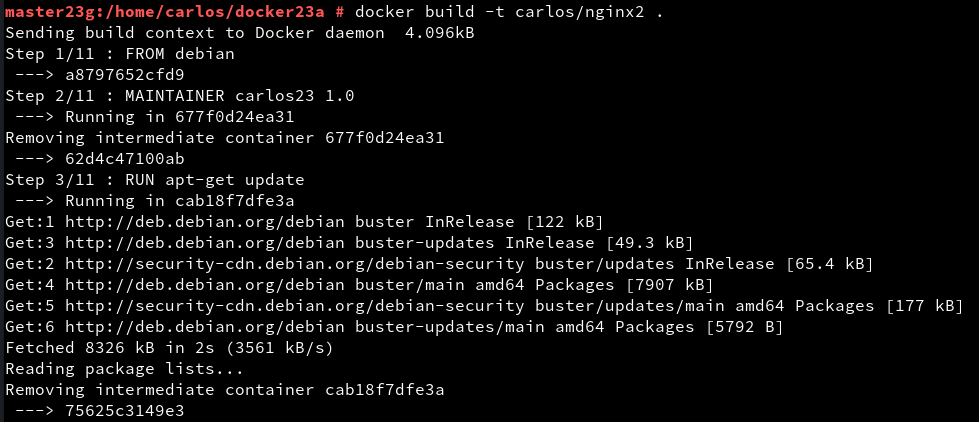 master23g:/home/carlos/docker23a # docker build -t carlos/nginx2 .
Sending build context to Docker daemon  4.096kB
Step 1/11 : FROM debian
 ---> a8797652cfd9
Step 2/11 : MAINTAINER carlos23 1.0
 ---> Running in 677f0d24ea31
Removing intermediate container 677f0d24ea31
 ---> 62d4c47100ab
Step 3/11 : RUN apt-get update
 ---> Running in cab18f7dfe3a
Get:1 http://deb.debian.org/debian buster InRelease [122 kB]
Get:3 http://deb.debian.org/debian buster-updates InRelease [49.3 kB]
Get:2 http://security-cdn.debian.org/debian-security buster/updates InRelease [65.4 kB]
Get:4 http://deb.debian.org/debian buster/main amd64 Packages [7907 kB]
Get:5 http://security-cdn.debian.org/debian-security buster/updates/main amd64 Packages [177 kB]
Get:6 http://deb.debian.org/debian buster-updates/main amd64 Packages [5792 B]
Fetched 8326 kB in 2s (3561 kB/s)
Reading package lists...
Removing intermediate container cab18f7dfe3a
 ---> 75625c3149e3